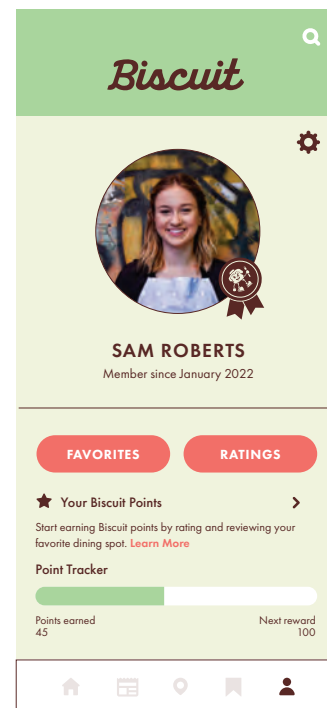 Biscuit
SAM ROBERTS
Member since January 2022
FAVORITES
RATINGS
Your Biscuit Points
Start earning Biscuit points by rating and reviewing your
favorite dining spot. Learn More
Point Tracker
Points earned
45
Next reward
100